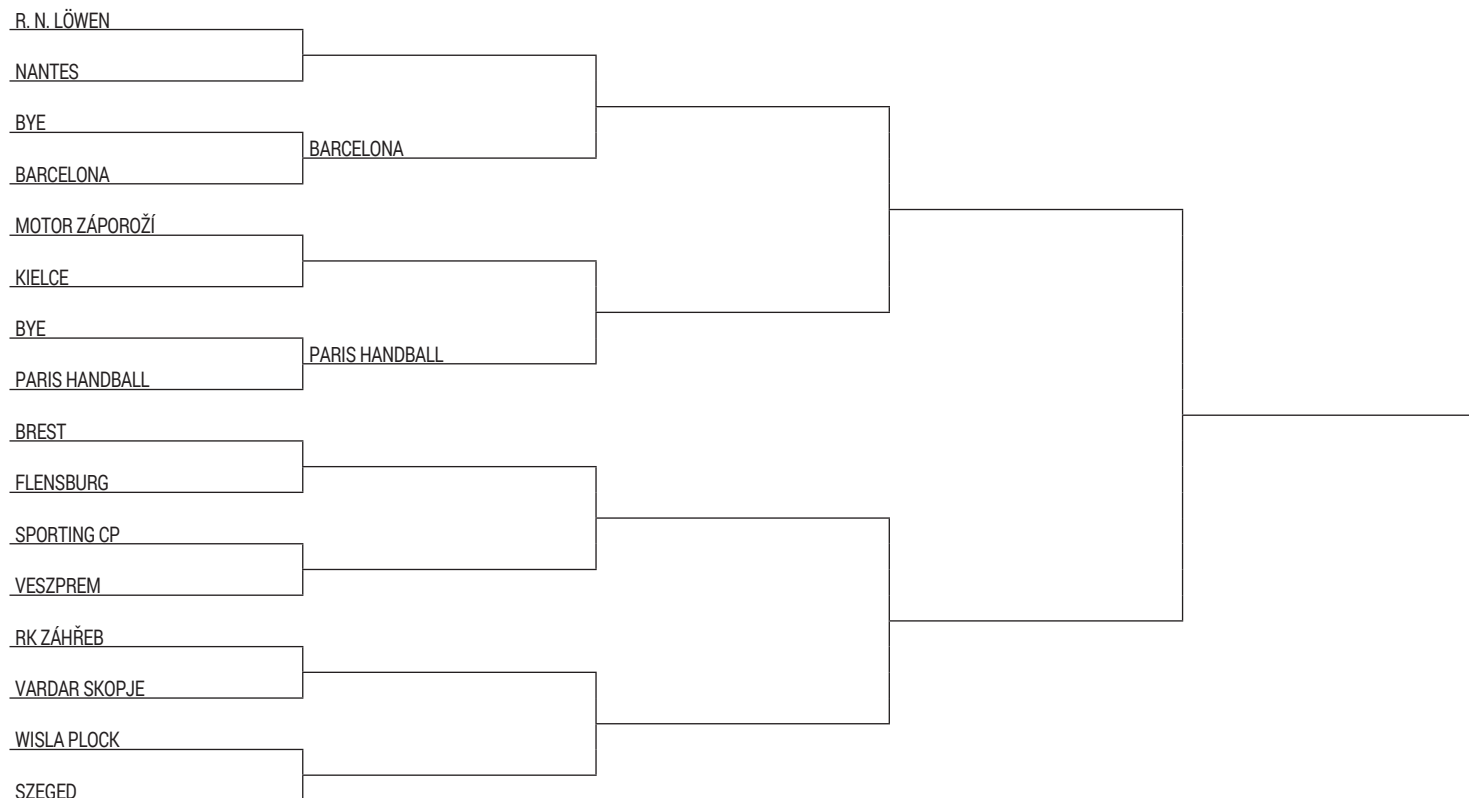 R. N. LÖWEN
NANTES
BYE
BARCELONA
BARCELONA
MOTOR ZÁPOROŽÍ
KIELCE
BYE
PARIS HANDBALL
PARIS HANDBALL
BREST
FLENSBURG
SPORTING CP
VESZPREM
RK ZÁHŘEB
VARDAR SKOPJE
WISLA PLOCK
SZEGED